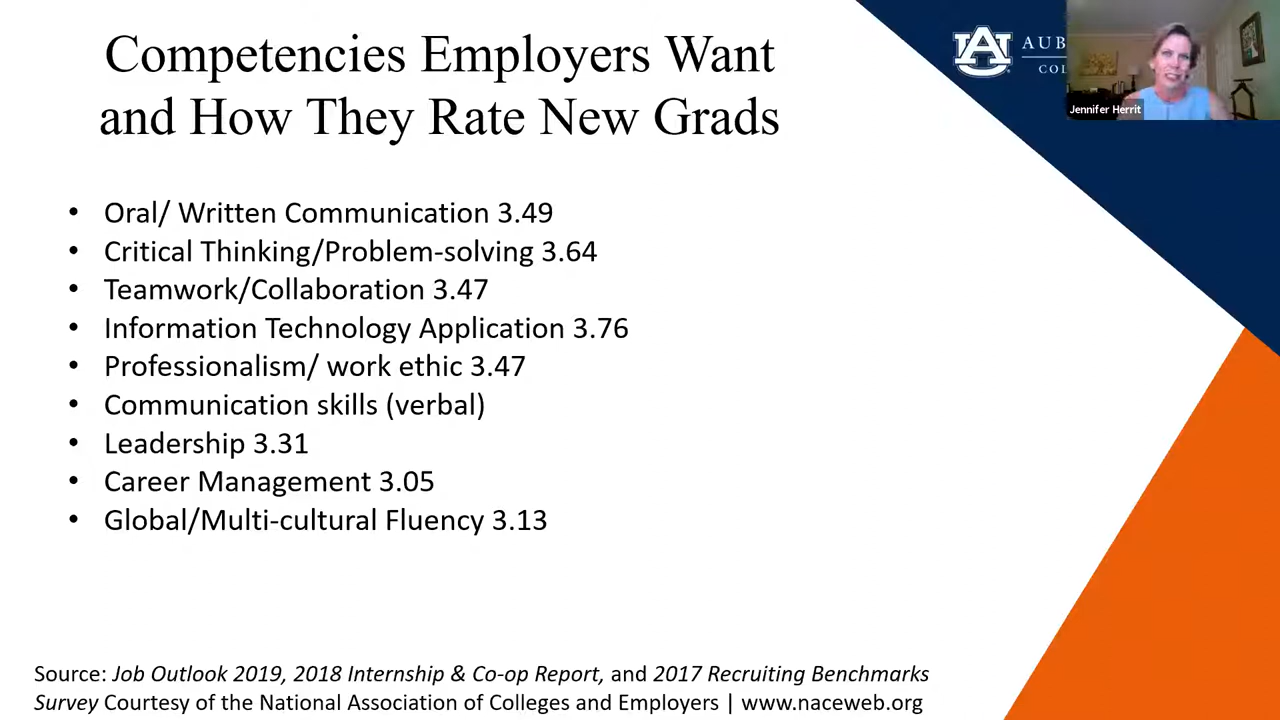 Competencies Employers Want
and How They Rate New Grads
AUB
COL
Jennifer Herrit
• Oral/ Written Communication 3.49
• Critical Thinking/Problem-solving 3.64
• Teamwork/Collaboration 3.47
• Information Technology Application 3.76
• Professionalism/ work ethic 3.47
• Communication skills (verbal)
• Leadership 3.31
• Career Management 3.05
• Global/Multi-cultural Fluency 3.13
Source: Job Outlook 2019, 2018 Internship & Co-op Report, and 2017 Recruiting Benchmarks
Survey Courtesy of the National Association of Colleges and Employers | www.naceweb.org